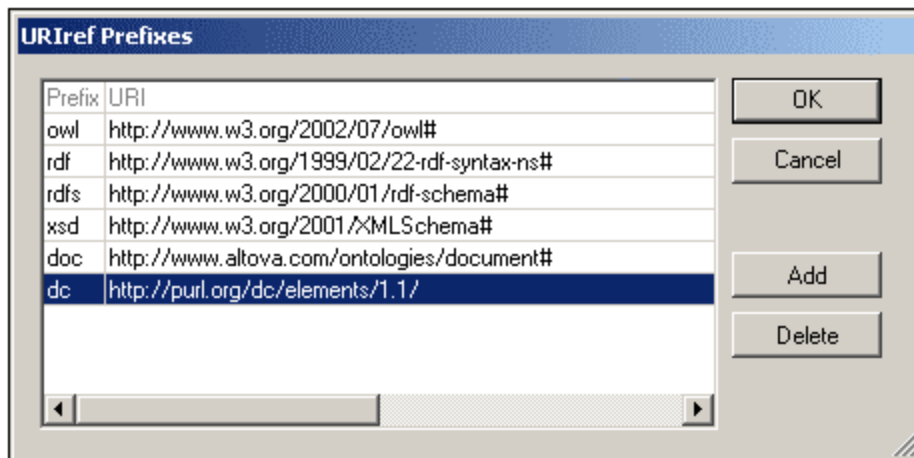 URIref Prefixes
Prefix URI
owl http://www.w3.org/2002/07/owl#
rdf http://www.w3.org/1999/02/22-rdf-syntax-ns#
rdfs http://www.w3.org/2000/01/rdf-schema#
xsd http://www.w3.org/2001/XMLSchema#
doc http://www.altova.com/ontologies/document#
dc http://purl.org/dc/elements/1.1/
OK
Cancel
Add
Delete